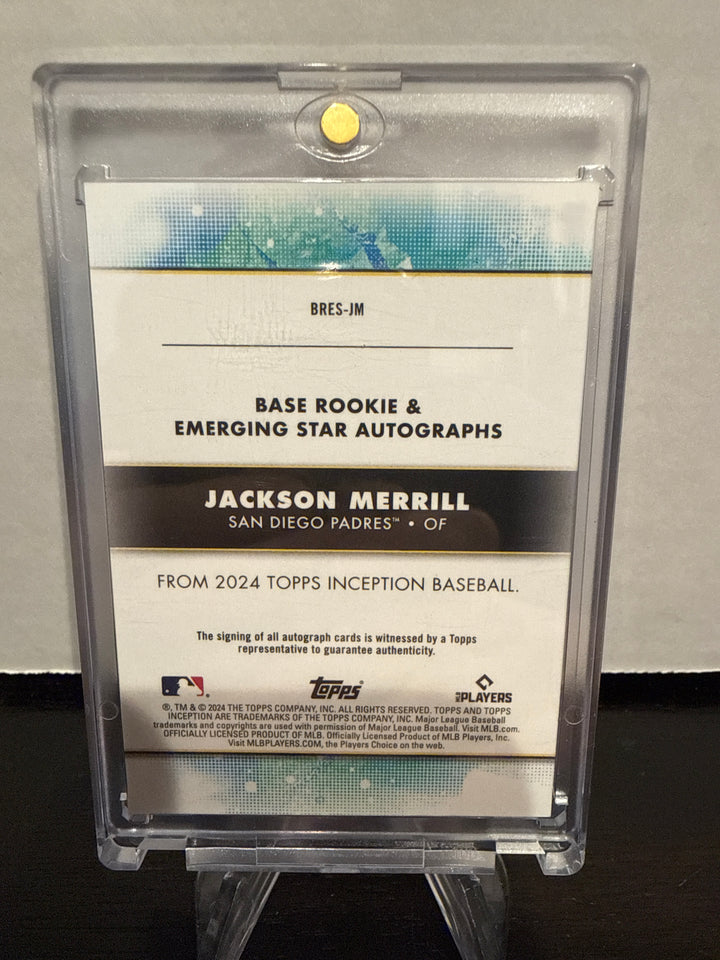 BRES-JM
BASE ROOKIE &
EMERGING STAR AUTOGRAPHS
JACKSON MERRILL
SAN DIEGO PADRES™ • OF
FROM 2024 TOPPS INCEPTION BASEBALL.
The signing of all autograph cards is witnessed by a Topps
representative to guarantee authenticity.
Topps
MLB PLAYERS
®, TM & © 2024 THE TOPPS COMPANY, INC. ALL RIGHTS RESERVED. TOPPS AND TOPPS
INCEPTION ARE TRADEMARKS OF THE TOPPS COMPANY, INC. Major League Baseball
trademarks and copyrights are used with permission of Major League Baseball. Visit MLB.com.
OFFICIALLY LICENSED PRODUCT OF MLB. Officially Licensed Product of MLB Players, Inc.
Visit MLBPLAYERS.COM, the Players Choice on the web.